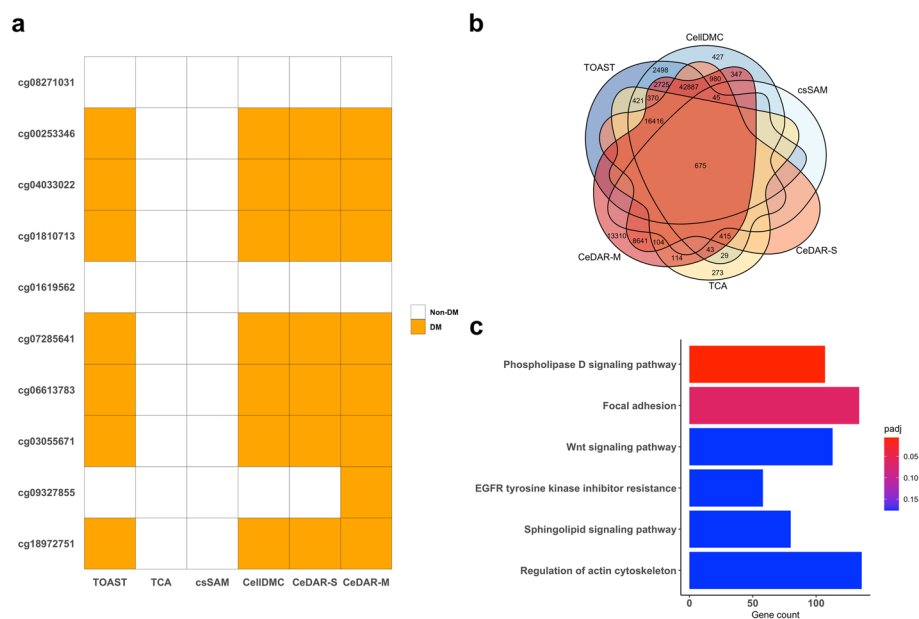 a
cg08271031
cg00253346
cg04033022
cg01810713
cg01619562
cg07285641
cg06613783
cg03055671
cg09327855
cg18972751
TOAST TCA csSAM CellDMC CeDAR-S CeDAR-M
Non-DM
DM
b
CellDMC
TOAST
csSAM
CeDAR-S
TCA
CeDAR-M
427
2498
980
347
2725
42887
45
421
370
16416
675
13310
8641
104
415
43
114
29
273
c
Phospholipase D signaling pathway
Focal adhesion
Wnt signaling pathway
EGFR tyrosine kinase inhibitor resistance
Sphingolipid signaling pathway
Regulation of actin cytoskeleton
0 50 100
Gene count
padj
0.05
0.10
0.15